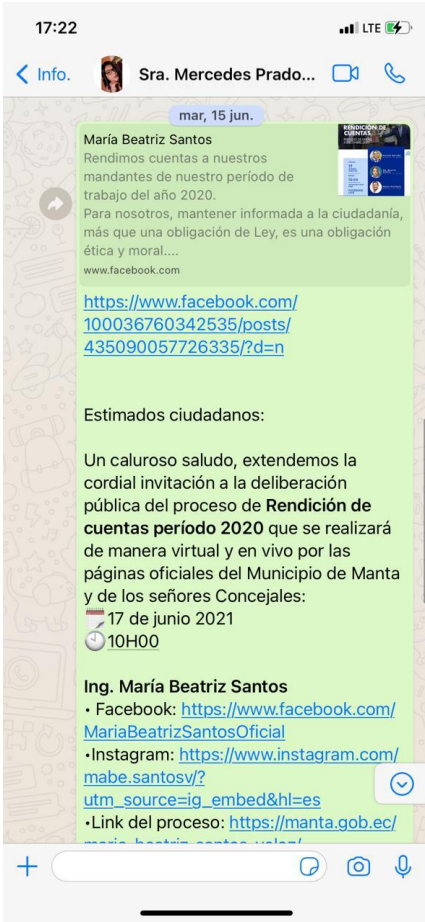 17:22
LTE
Info.
Sra. Mercedes Prado...
mar, 15 jun.
RENDICIÓN DE
CUENTAS
María Beatriz Santos
Rendimos cuentas a nuestros
mandantes de nuestro período de
trabajo del año 2020.
Para nosotros, mantener informada a la ciudadanía,
más que una obligación de Ley, es una obligación
ética y moral....
www.facebook.com
https://www.facebook.com/
100036760342535/posts/
435090057726335/?d=n
Estimados ciudadanos:
Un caluroso saludo, extendemos la
cordial invitación a la deliberación
pública del proceso de Rendición de
cuentas período 2020 que se realizará
de manera virtual y en vivo por las
páginas oficiales del Municipio de Manta
y de los señores Concejales:
17 de junio 2021
10H00
Ing. María Beatriz Santos
• Facebook: https://www.facebook.com/
MariaBeatrizSantosOficial
•Instagram: https://www.instagram.com/
mabe.santosv/?
utm_source=ig_embed&hl=es
•Link del proceso: https://manta.gob.ec/